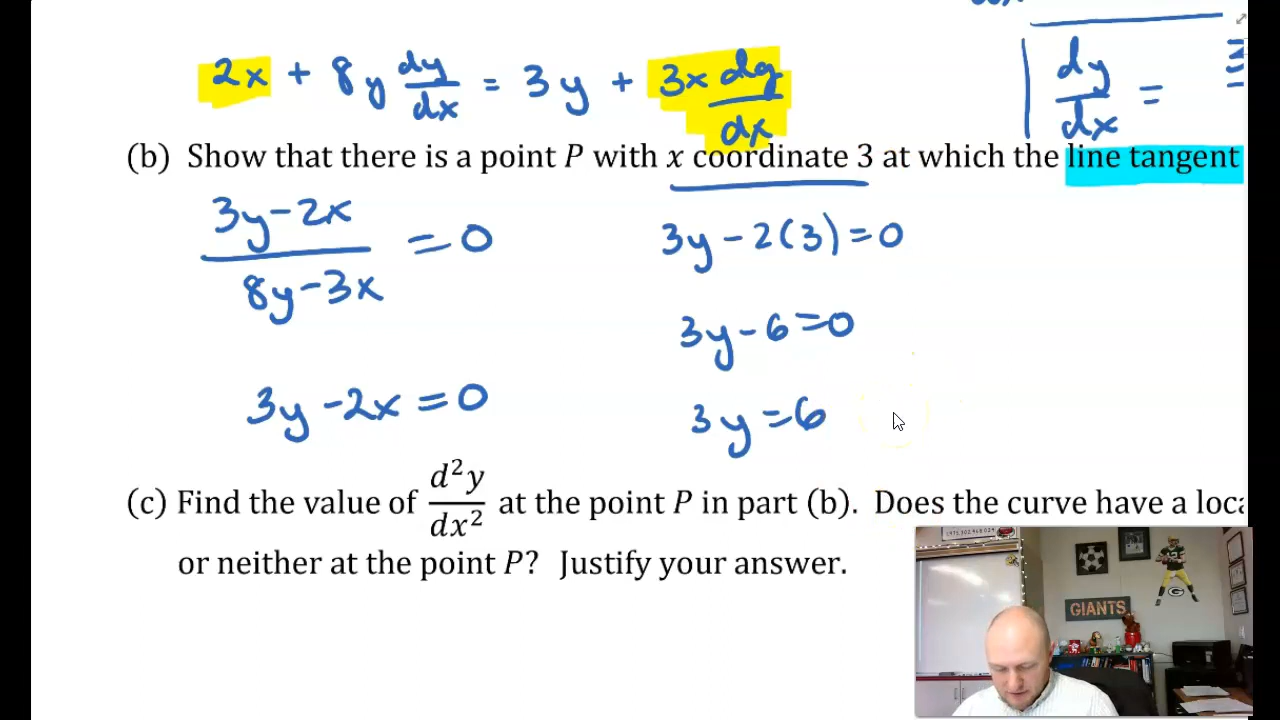 2x + 8y dy/dx = 3y + 3x dy/dx
dy/dx =
(b) Show that there is a point P with x coordinate 3 at which the line tangent
(3y-2x)/(8y-3x) = 0
3y - 2(3) = 0
3y - 6 = 0
3y - 2x = 0
3y = 6
(c) Find the value of d²y/dx² at the point P in part (b). Does the curve have a loca
or neither at the point P? Justify your answer.
GIANTS
G